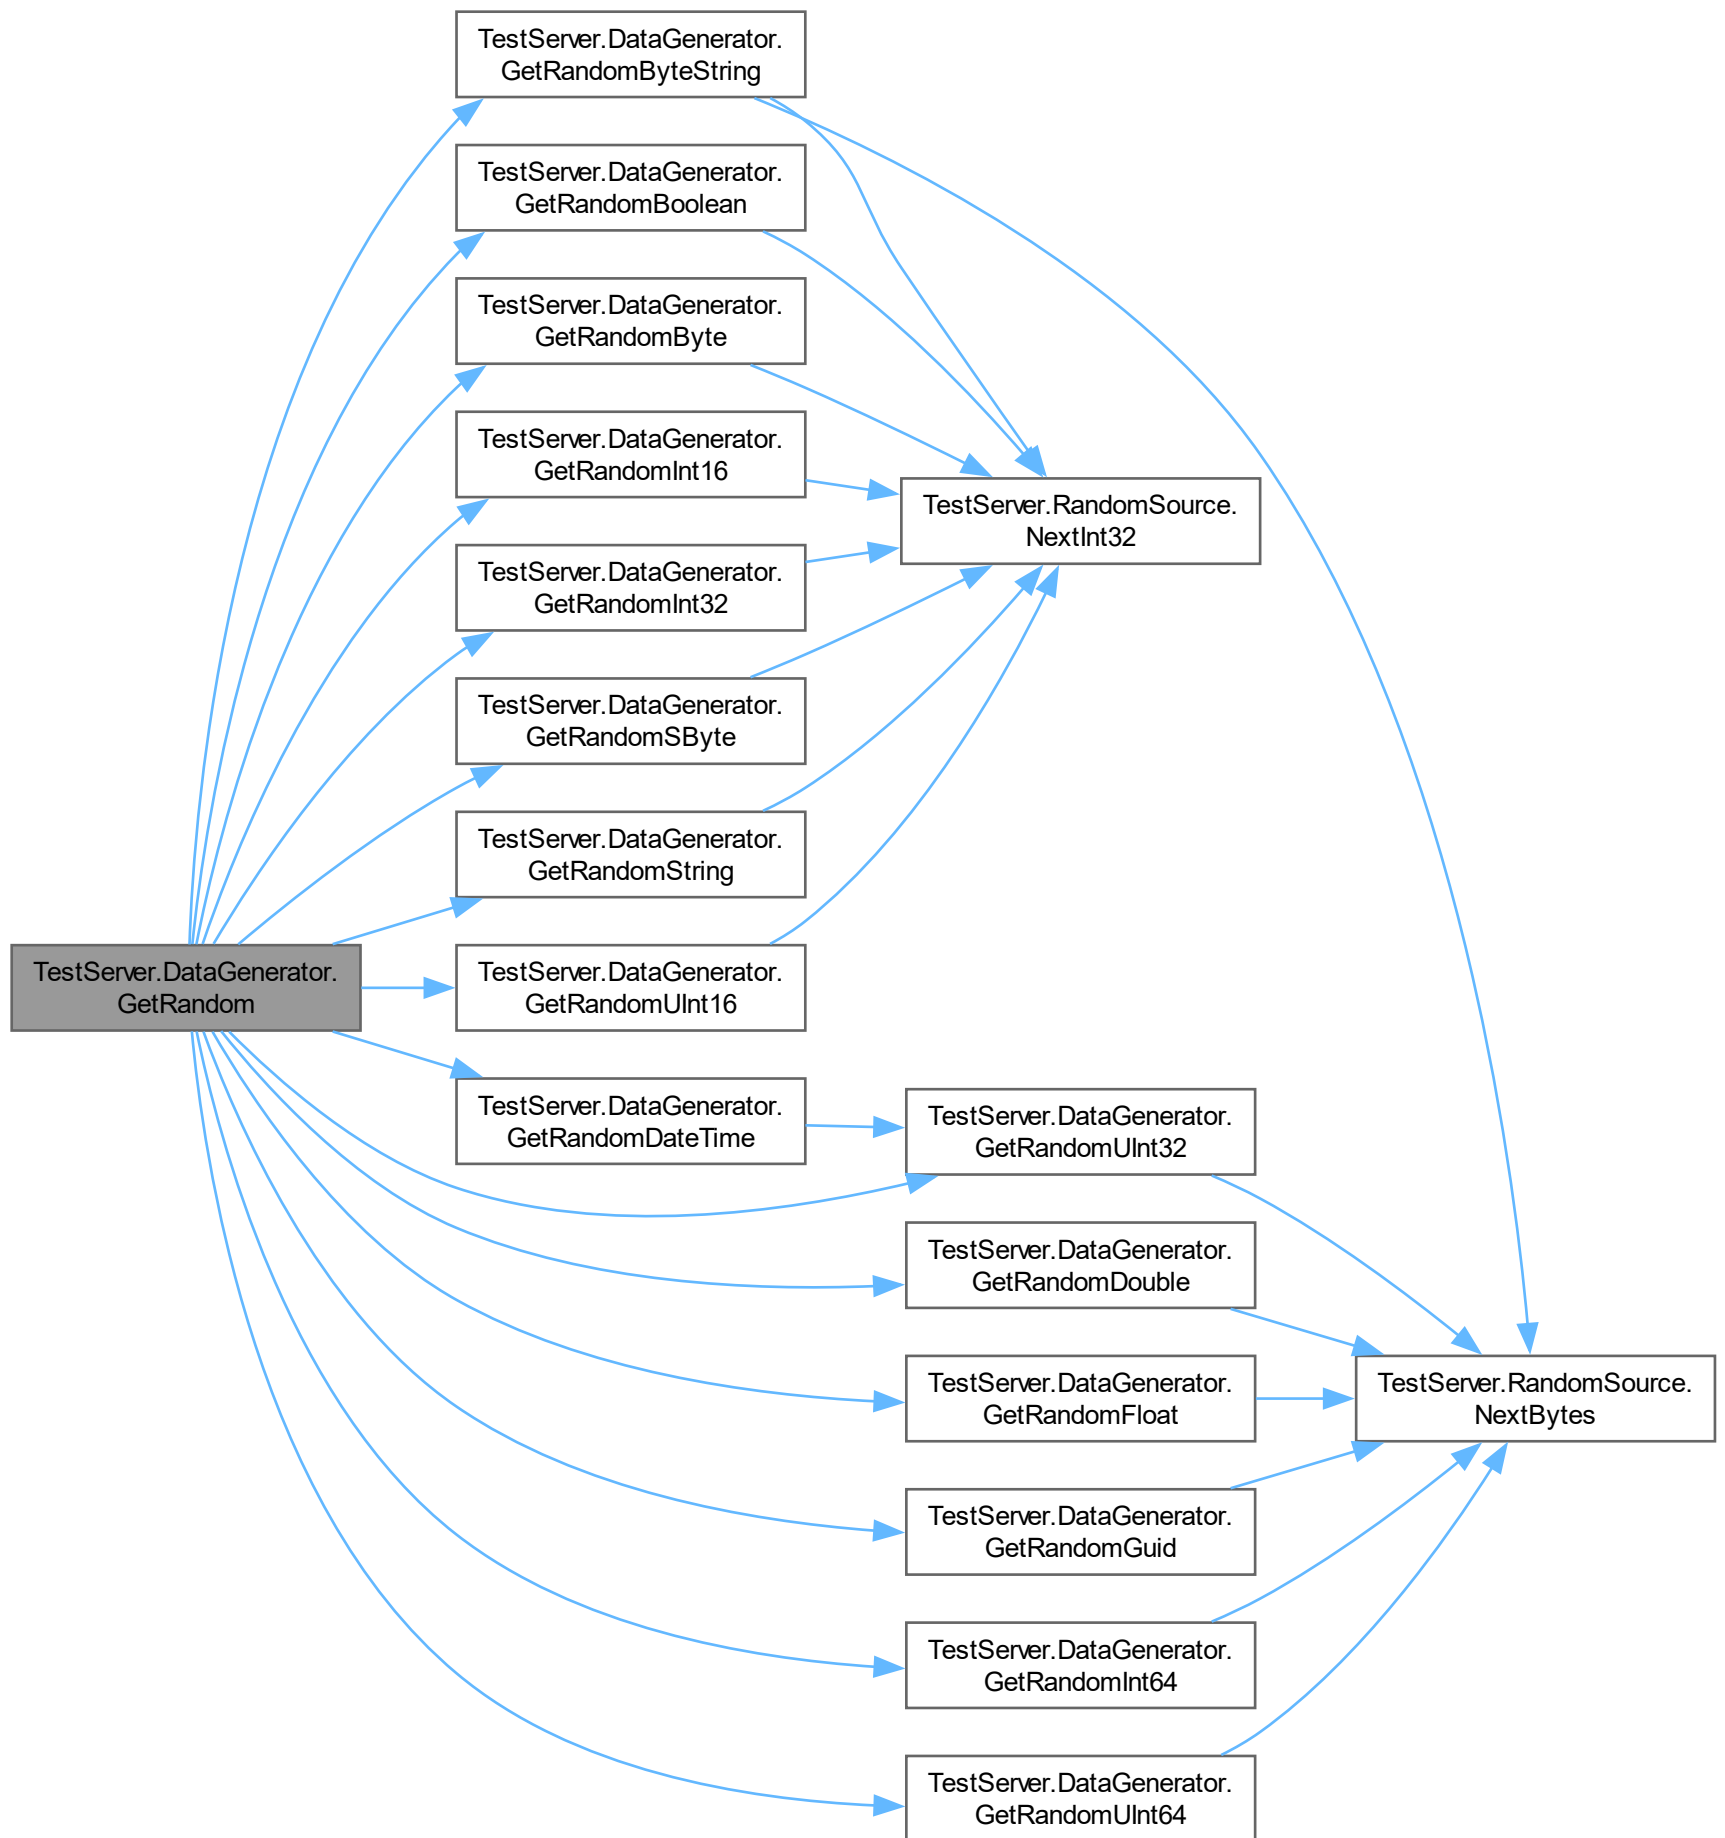 TestServer.DataGenerator.
GetRandomByteString
TestServer.DataGenerator.
GetRandomBoolean
TestServer.DataGenerator.
GetRandomByte
TestServer.DataGenerator.
GetRandomInt16
TestServer.DataGenerator.
GetRandomInt32
TestServer.DataGenerator.
GetRandomSByte
TestServer.DataGenerator.
GetRandomString
TestServer.DataGenerator.
GetRandom
TestServer.DataGenerator.
GetRandomUInt16
TestServer.DataGenerator.
GetRandomDateTime
TestServer.RandomSource.
NextInt32
TestServer.DataGenerator.
GetRandomUInt32
TestServer.DataGenerator.
GetRandomDouble
TestServer.DataGenerator.
GetRandomFloat
TestServer.DataGenerator.
GetRandomGuid
TestServer.DataGenerator.
GetRandomInt64
TestServer.DataGenerator.
GetRandomUInt64
TestServer.RandomSource.
NextBytes